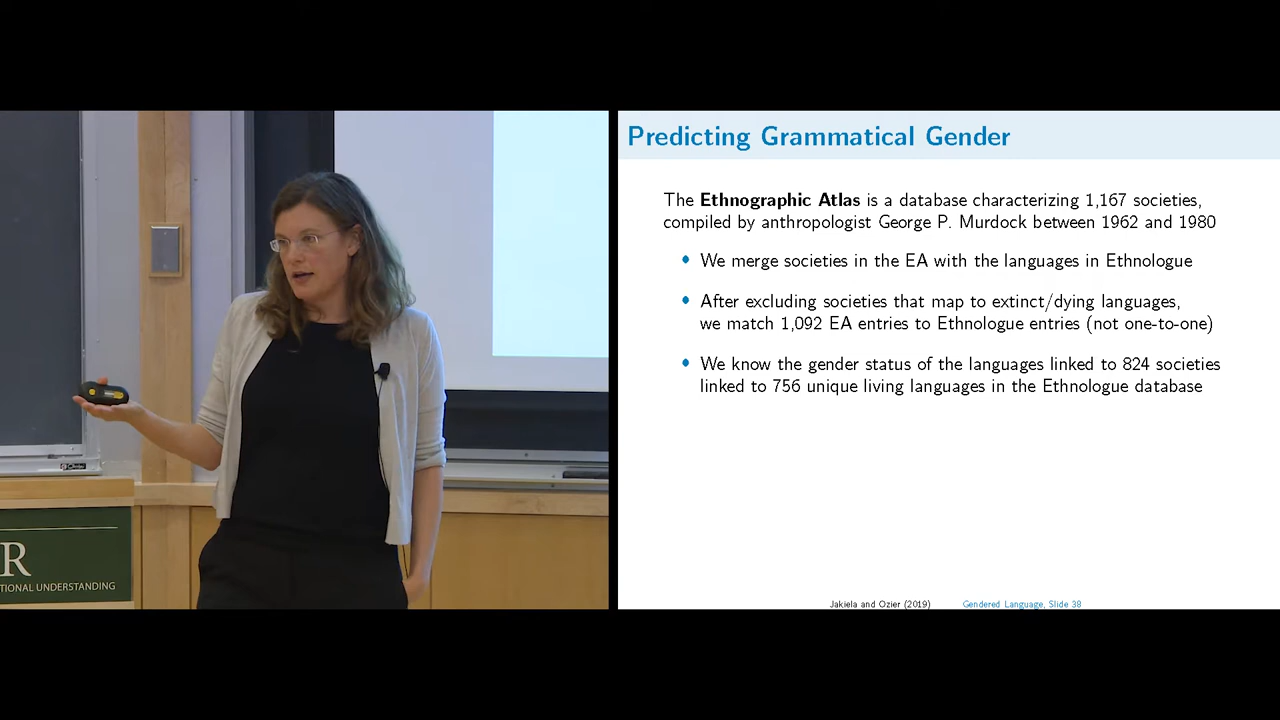 R
TIONAL UNDERSTANDING
Predicting Grammatical Gender
The Ethnographic Atlas is a database characterizing 1,167 societies,
compiled by anthropologist George P. Murdock between 1962 and 1980
• We merge societies in the EA with the languages in Ethnologue
• After excluding societies that map to extinct/dying languages,
we match 1,092 EA entries to Ethnologue entries (not one-to-one)
• We know the gender status of the languages linked to 824 societies
linked to 756 unique living languages in the Ethnologue database
Jakiela and Ozier (2019) Gendered Language, Slide 38